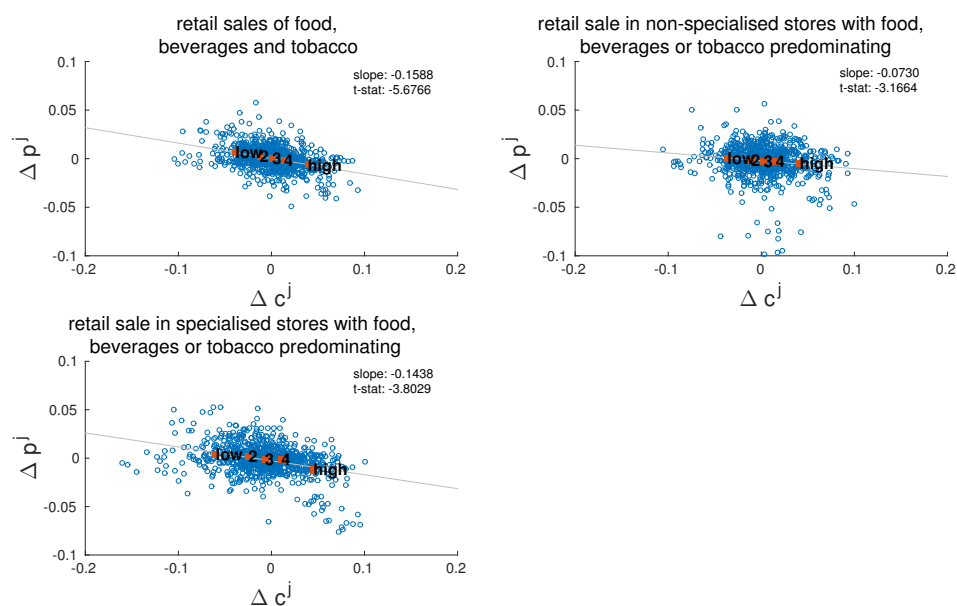 retail sales of food,
beverages and tobacco
slope: -0.1588
t-stat: -5.6766
0.1
0.05
0
-0.05
-0.1
Δ p^j
low 2 3 4 high
-0.2 -0.1 0 0.1 0.2
Δ c^j
retail sale in non-specialised stores with food,
beverages or tobacco predominating
slope: -0.0730
t-stat: -3.1664
0.1
0.05
0
-0.05
-0.1
Δ p^j
low 2 3 4 high
-0.2 -0.1 0 0.1 0.2
Δ c^j
retail sale in specialised stores with food,
beverages or tobacco predominating
slope: -0.1438
t-stat: -3.8029
0.1
0.05
0
-0.05
-0.1
Δ p^j
low 2 3 4 high
-0.2 -0.1 0 0.1 0.2
Δ c^j